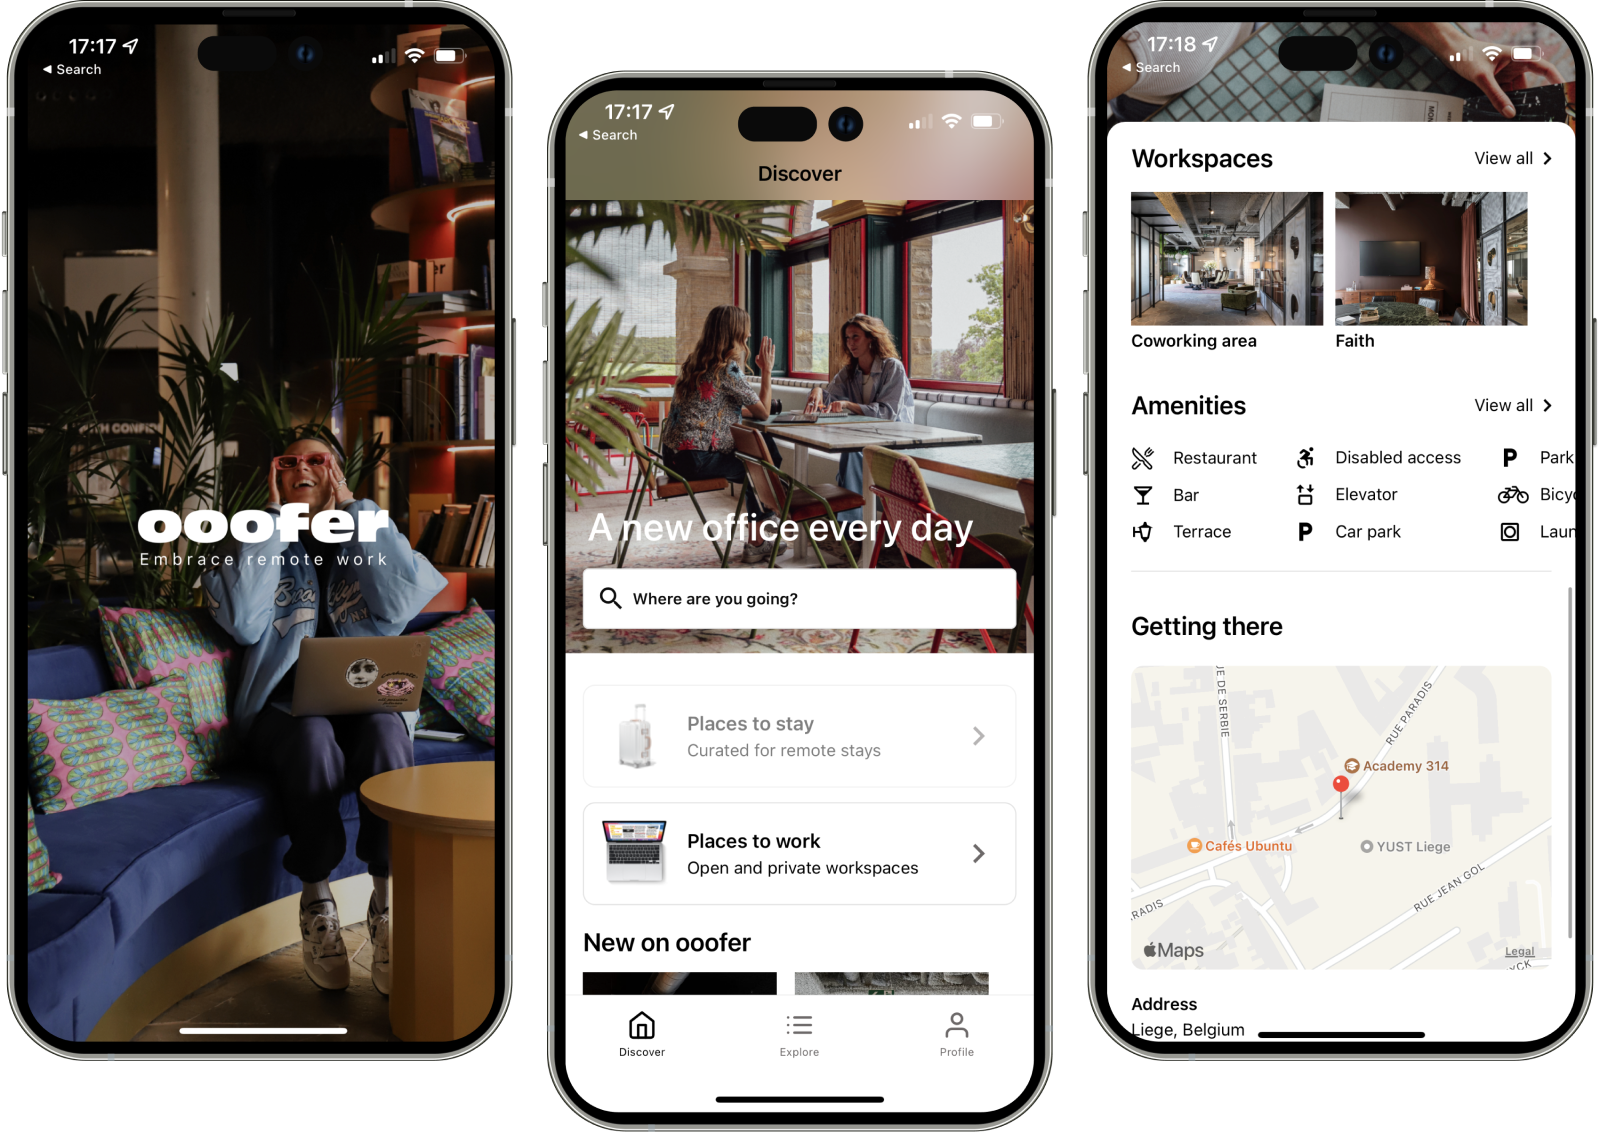 17:17
◀ Search
ooofer
Embrace remote work
Brooklyn
N.Y.
17:17
◀ Search
Discover
A new office every day
Where are you going?
Places to stay
Curated for remote stays
Places to work
Open and private workspaces
New on ooofer
Discover
Explore
Profile
17:18
◀ Search
Workspaces
View all
Coworking area
Faith
Amenities
View all
Restaurant
Disabled access
P
Park
Bar
Elevator
Bicyc
Terrace
P
Car park
Laun
Getting there
UE DE SERBIE
RUE PARADIS
Academy 314
Cafés Ubuntu
YUST Liege
RUE JEAN GOL
RADIS
Maps
Legal
YCK
Address
Liege, Belgium